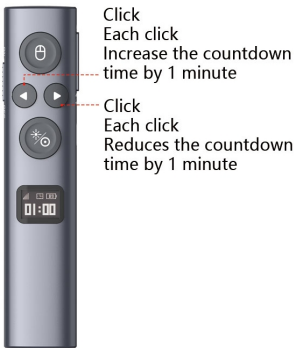 Click
Each click
Increase the countdown
time by 1 minute
Click
Each click
Reduces the countdown
time by 1 minute
01:00